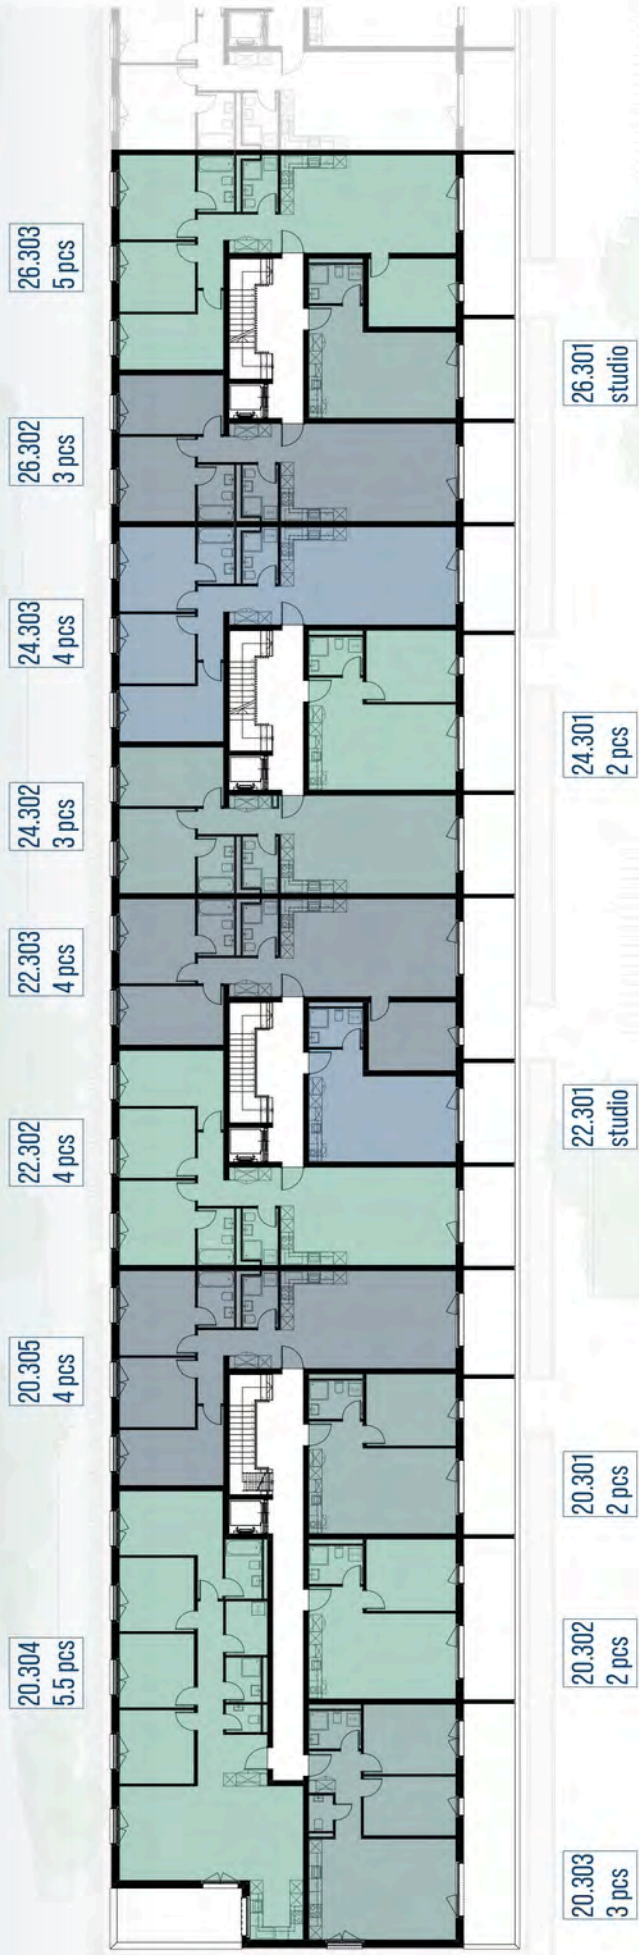 26.303
5 pcs
26.301
studio
26.302
3 pcs
24.303
4 pcs
24.301
2 pcs
24.302
3 pcs
22.303
4 pcs
22.301
studio
22.302
4 pcs
20.305
4 pcs
20.301
2 pcs
20.304
5.5 pcs
20.302
2 pcs
20.303
3 pcs